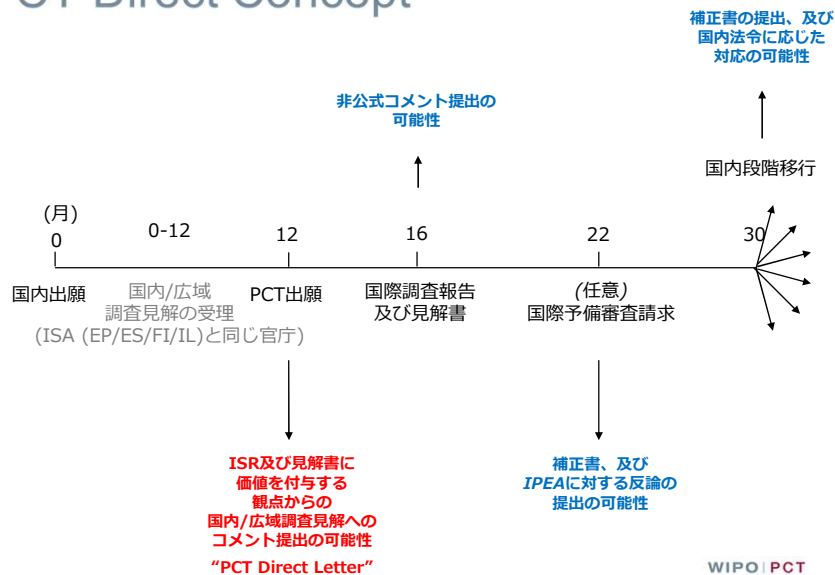 CT Direct Concept
補正書の提出、及び
国内法令に応じた
対応の可能性
非公式コメント提出の
可能性
国内段階移行
(月)
0
0-12
12
16
22
30
国内出願
国内/広域
調査見解の受理
(ISA (EP/ES/FI/IL)と同じ官庁)
PCT出願
国際調査報告
及び見解書
(任意)
国際予備審査請求
ISR及び見解書に
価値を付与する
観点からの
国内/広域調査見解への
コメント提出の可能性
“PCT Direct Letter”
補正書、及び
IPEAに対する反論の
提出の可能性
WIPO|PCT